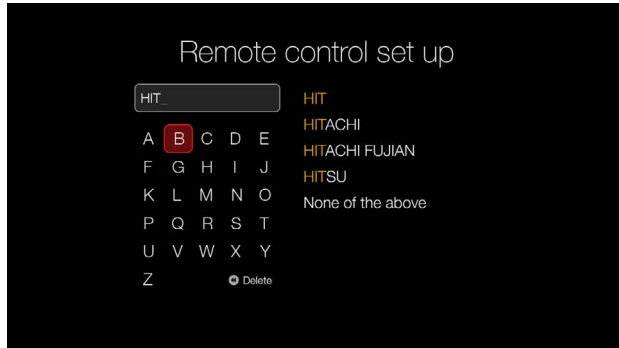 Remote control set up
HIT_
A B C D E
F G H I J
K L M N O
P Q R S T
U V W X Y
Z Delete
HIT
HITACHI
HITACHI FUJIAN
HITSU
None of the above